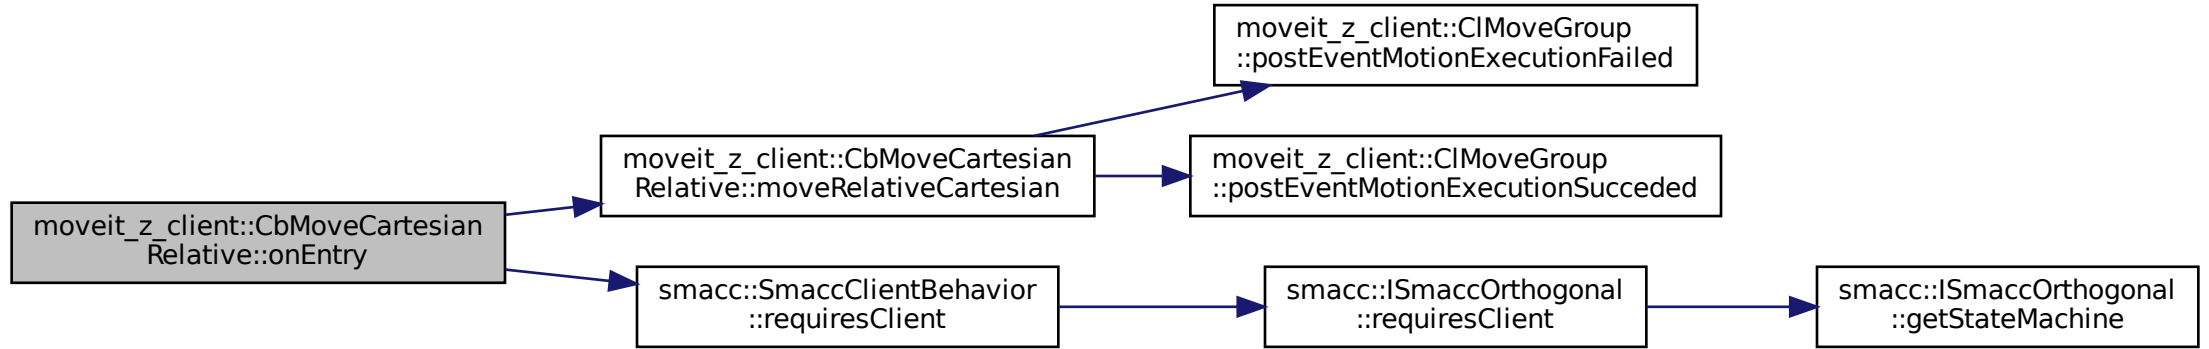 moveit_z_client::ClMoveGroup
::postEventMotionExecutionFailed
moveit_z_client::CbMoveCartesian
Relative::moveRelativeCartesian
moveit_z_client::ClMoveGroup
::postEventMotionExecutionSucceded
moveit_z_client::CbMoveCartesian
Relative::onEntry
smacc::SmaccClientBehavior
::requiresClient
smacc::ISmaccOrthogonal
::requiresClient
smacc::ISmaccOrthogonal
::getStateMachine